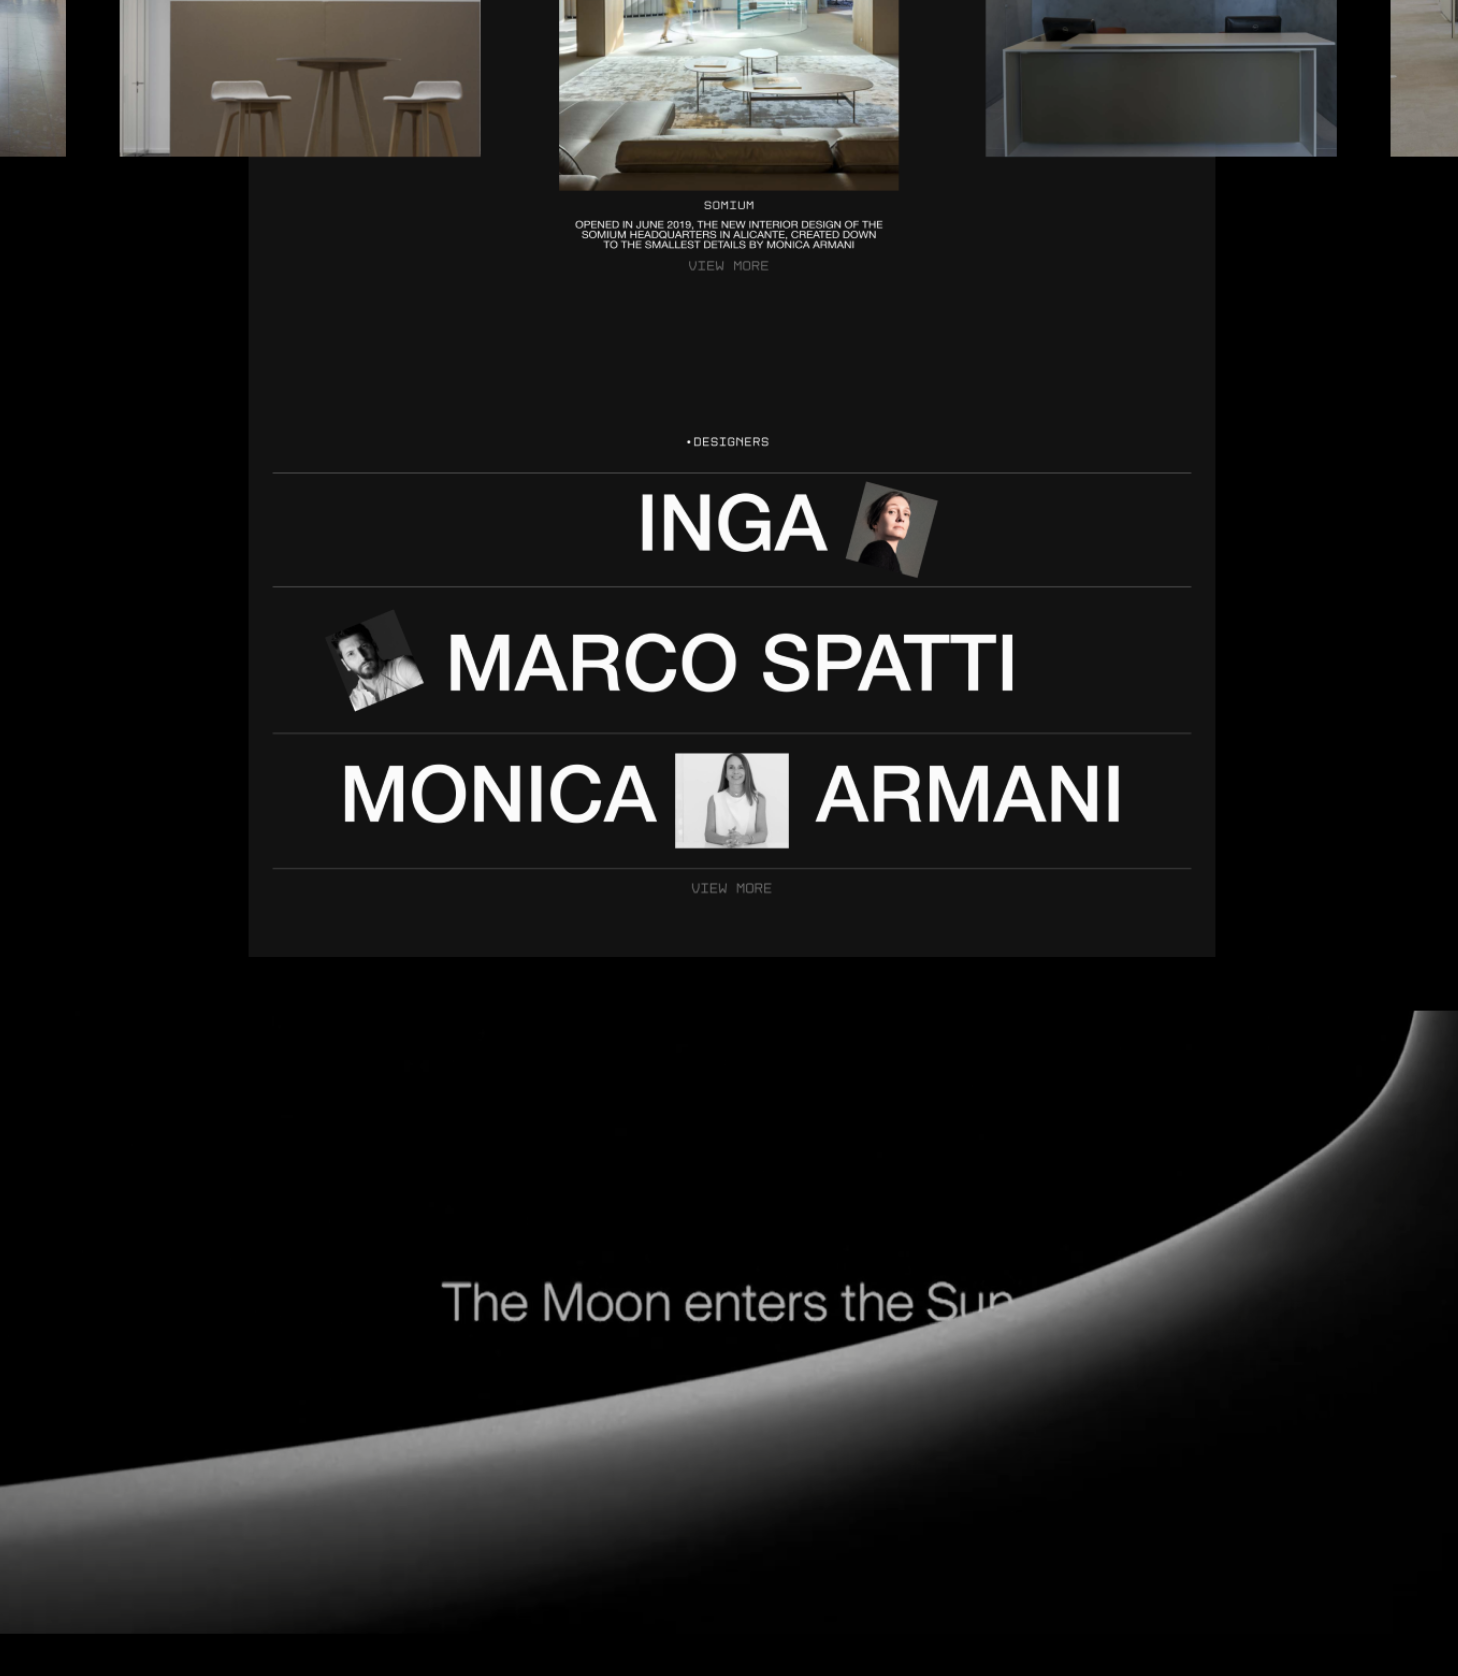 SOMIUM
OPENED IN JUNE 2019, THE NEW INTERIOR DESIGN OF THE
SOMIUM HEADQUARTERS IN ALICANTE, CREATED DOWN
TO THE SMALLEST DETAILS BY MONICA ARMANI
VIEW MORE
•DESIGNERS
INGA
MARCO SPATTI
MONICA ARMANI
VIEW MORE
The Moon enters the Sun